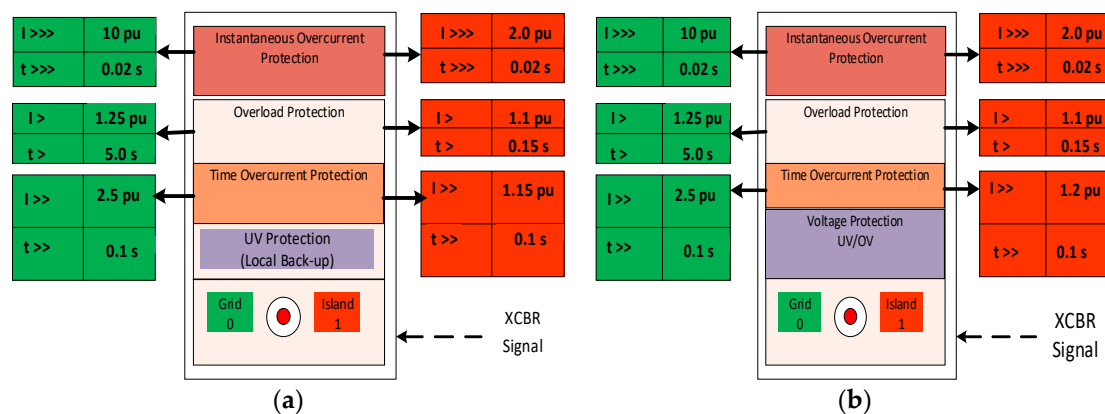 I >>> 10 pu
t >>> 0.02 s
I > 1.25 pu
t > 5.0 s
I >> 2.5 pu
t >> 0.1 s
Instantaneous Overcurrent
Protection
Overload Protection
Time Overcurrent Protection
UV Protection
(Local Back-up)
Grid
0
Island
1
I >>> 2.0 pu
t >>> 0.02 s
I > 1.1 pu
t > 0.15 s
I >> 1.15 pu
t >> 0.1 s
XCBR
Signal
(a)
I >>> 10 pu
t >>> 0.02 s
I > 1.25 pu
t > 5.0 s
I >> 2.5 pu
t >> 0.1 s
Instantaneous Overcurrent
Protection
Overload Protection
Time Overcurrent Protection
Voltage Protection
UV/OV
Grid
0
Island
1
I >>> 2.0 pu
t >>> 0.02 s
I > 1.1 pu
t > 0.15 s
I >> 1.2 pu
t >> 0.1 s
XCBR
Signal
(b)